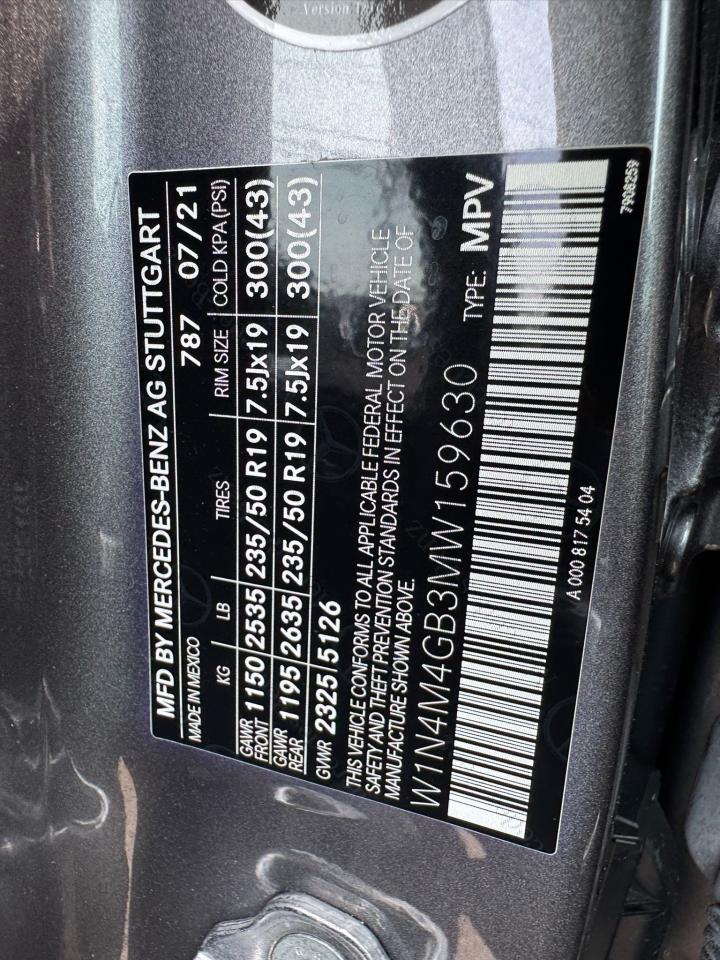 Version
MFD BY MERCEDES-BENZ AG STUTTGART
MADE IN MEXICO 787 07/21
KG LB TIRES RIM SIZE COLD KPA(PSI)
GAWR FRONT 1150 2535 235/50 R19 7.5Jx19 300(43)
GAWR REAR 1195 2635 235/50 R19 7.5Jx19 300(43)
GVWR 2325 5126
THIS VEHICLE CONFORMS TO ALL APPLICABLE FEDERAL MOTOR VEHICLE
SAFETY AND THEFT PREVENTION STANDARDS IN EFFECT ON THE DATE OF
MANUFACTURE SHOWN ABOVE.
W1N4M4GB3MW159630 TYPE: MPV
A 000 817 54 04 7908259